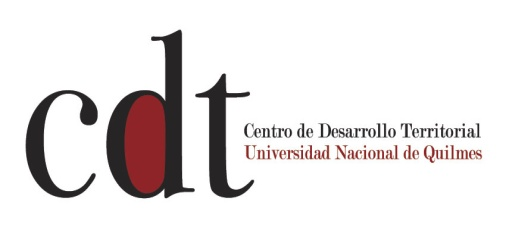 cdt
Centro de Desarrollo Territorial
Universidad Nacional de Quilmes